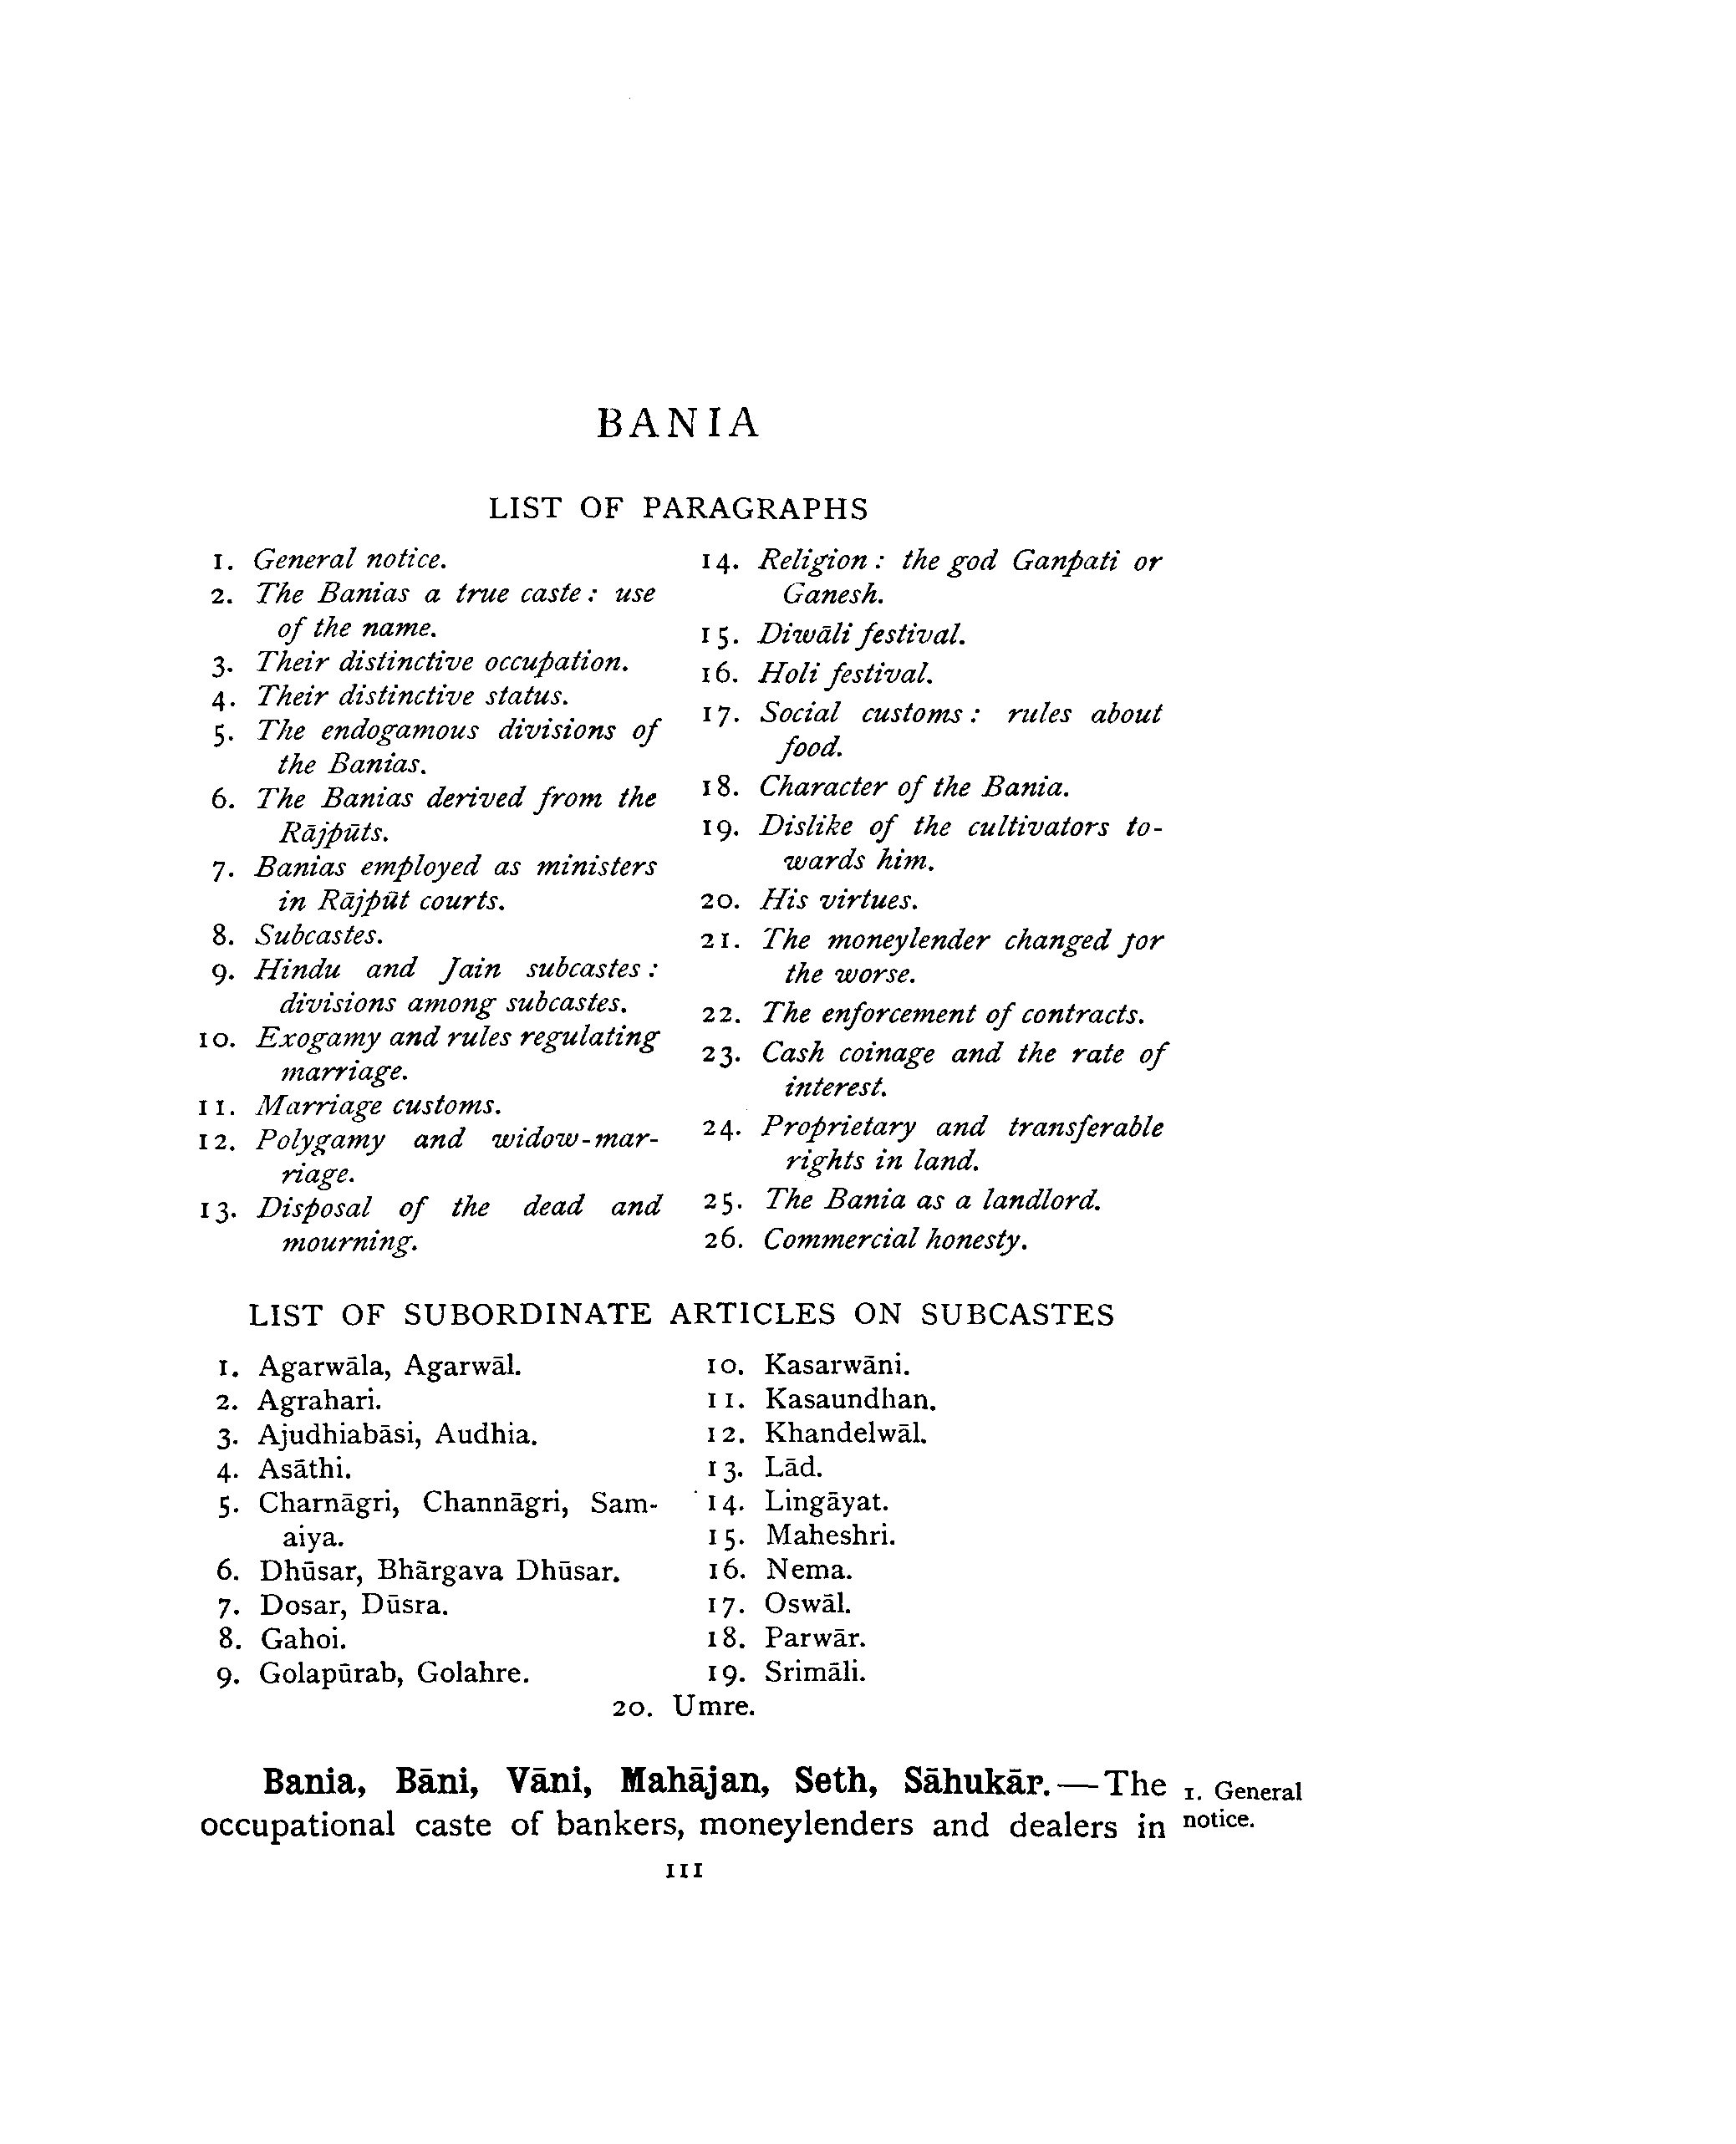 BANIA
LIST OF PARAGRAPHS
1. General notice.
2. The Banias a true caste: use
of the name.
3. Their distinctive occupation.
4. Their distinctive status.
5. The endogamous divisions of
the Banias.
6. The Banias derived from the
Rājpūts.
7. Banias employed as ministers
in Rājpūt courts.
8. Subcastes.
9. Hindu and Jain subcastes:
divisions among subcastes.
10. Exogamy and rules regulating
marriage.
11. Marriage customs.
12. Polygamy and widow-mar-
riage.
13. Disposal of the dead and
mourning.
14. Religion: the god Ganpati or
Ganesh.
15. Diwāli festival.
16. Holi festival.
17. Social customs: rules about
food.
18. Character of the Bania.
19. Dislike of the cultivators to-
wards him.
20. His virtues.
21. The moneylender changed for
the worse.
22. The enforcement of contracts.
23. Cash coinage and the rate of
interest.
24. Proprietary and transferable
rights in land.
25. The Bania as a landlord.
26. Commercial honesty.
LIST OF SUBORDINATE ARTICLES ON SUBCASTES
1. Agarwāla, Agarwāl.
2. Agrahari.
3. Ajudhiabāsi, Audhia.
4. Asāthi.
5. Charnāgri, Channāgri, Sam-
aiya.
6. Dhūsar, Bhārgava Dhūsar.
7. Dosar, Dūsra.
8. Gahoi.
9. Golapūrab, Golahre.
10. Kasarwāni.
11. Kasaundhan.
12. Khandelwāl.
13. Lād.
14. Lingāyat.
15. Maheshri.
16. Nema.
17. Oswāl.
18. Parwār.
19. Srimāli.
20. Umre.
Bania, Bāni, Vāni, Mahājan, Seth, Sāhukār.—The
occupational caste of bankers, moneylenders and dealers in
1. General
notice.
111